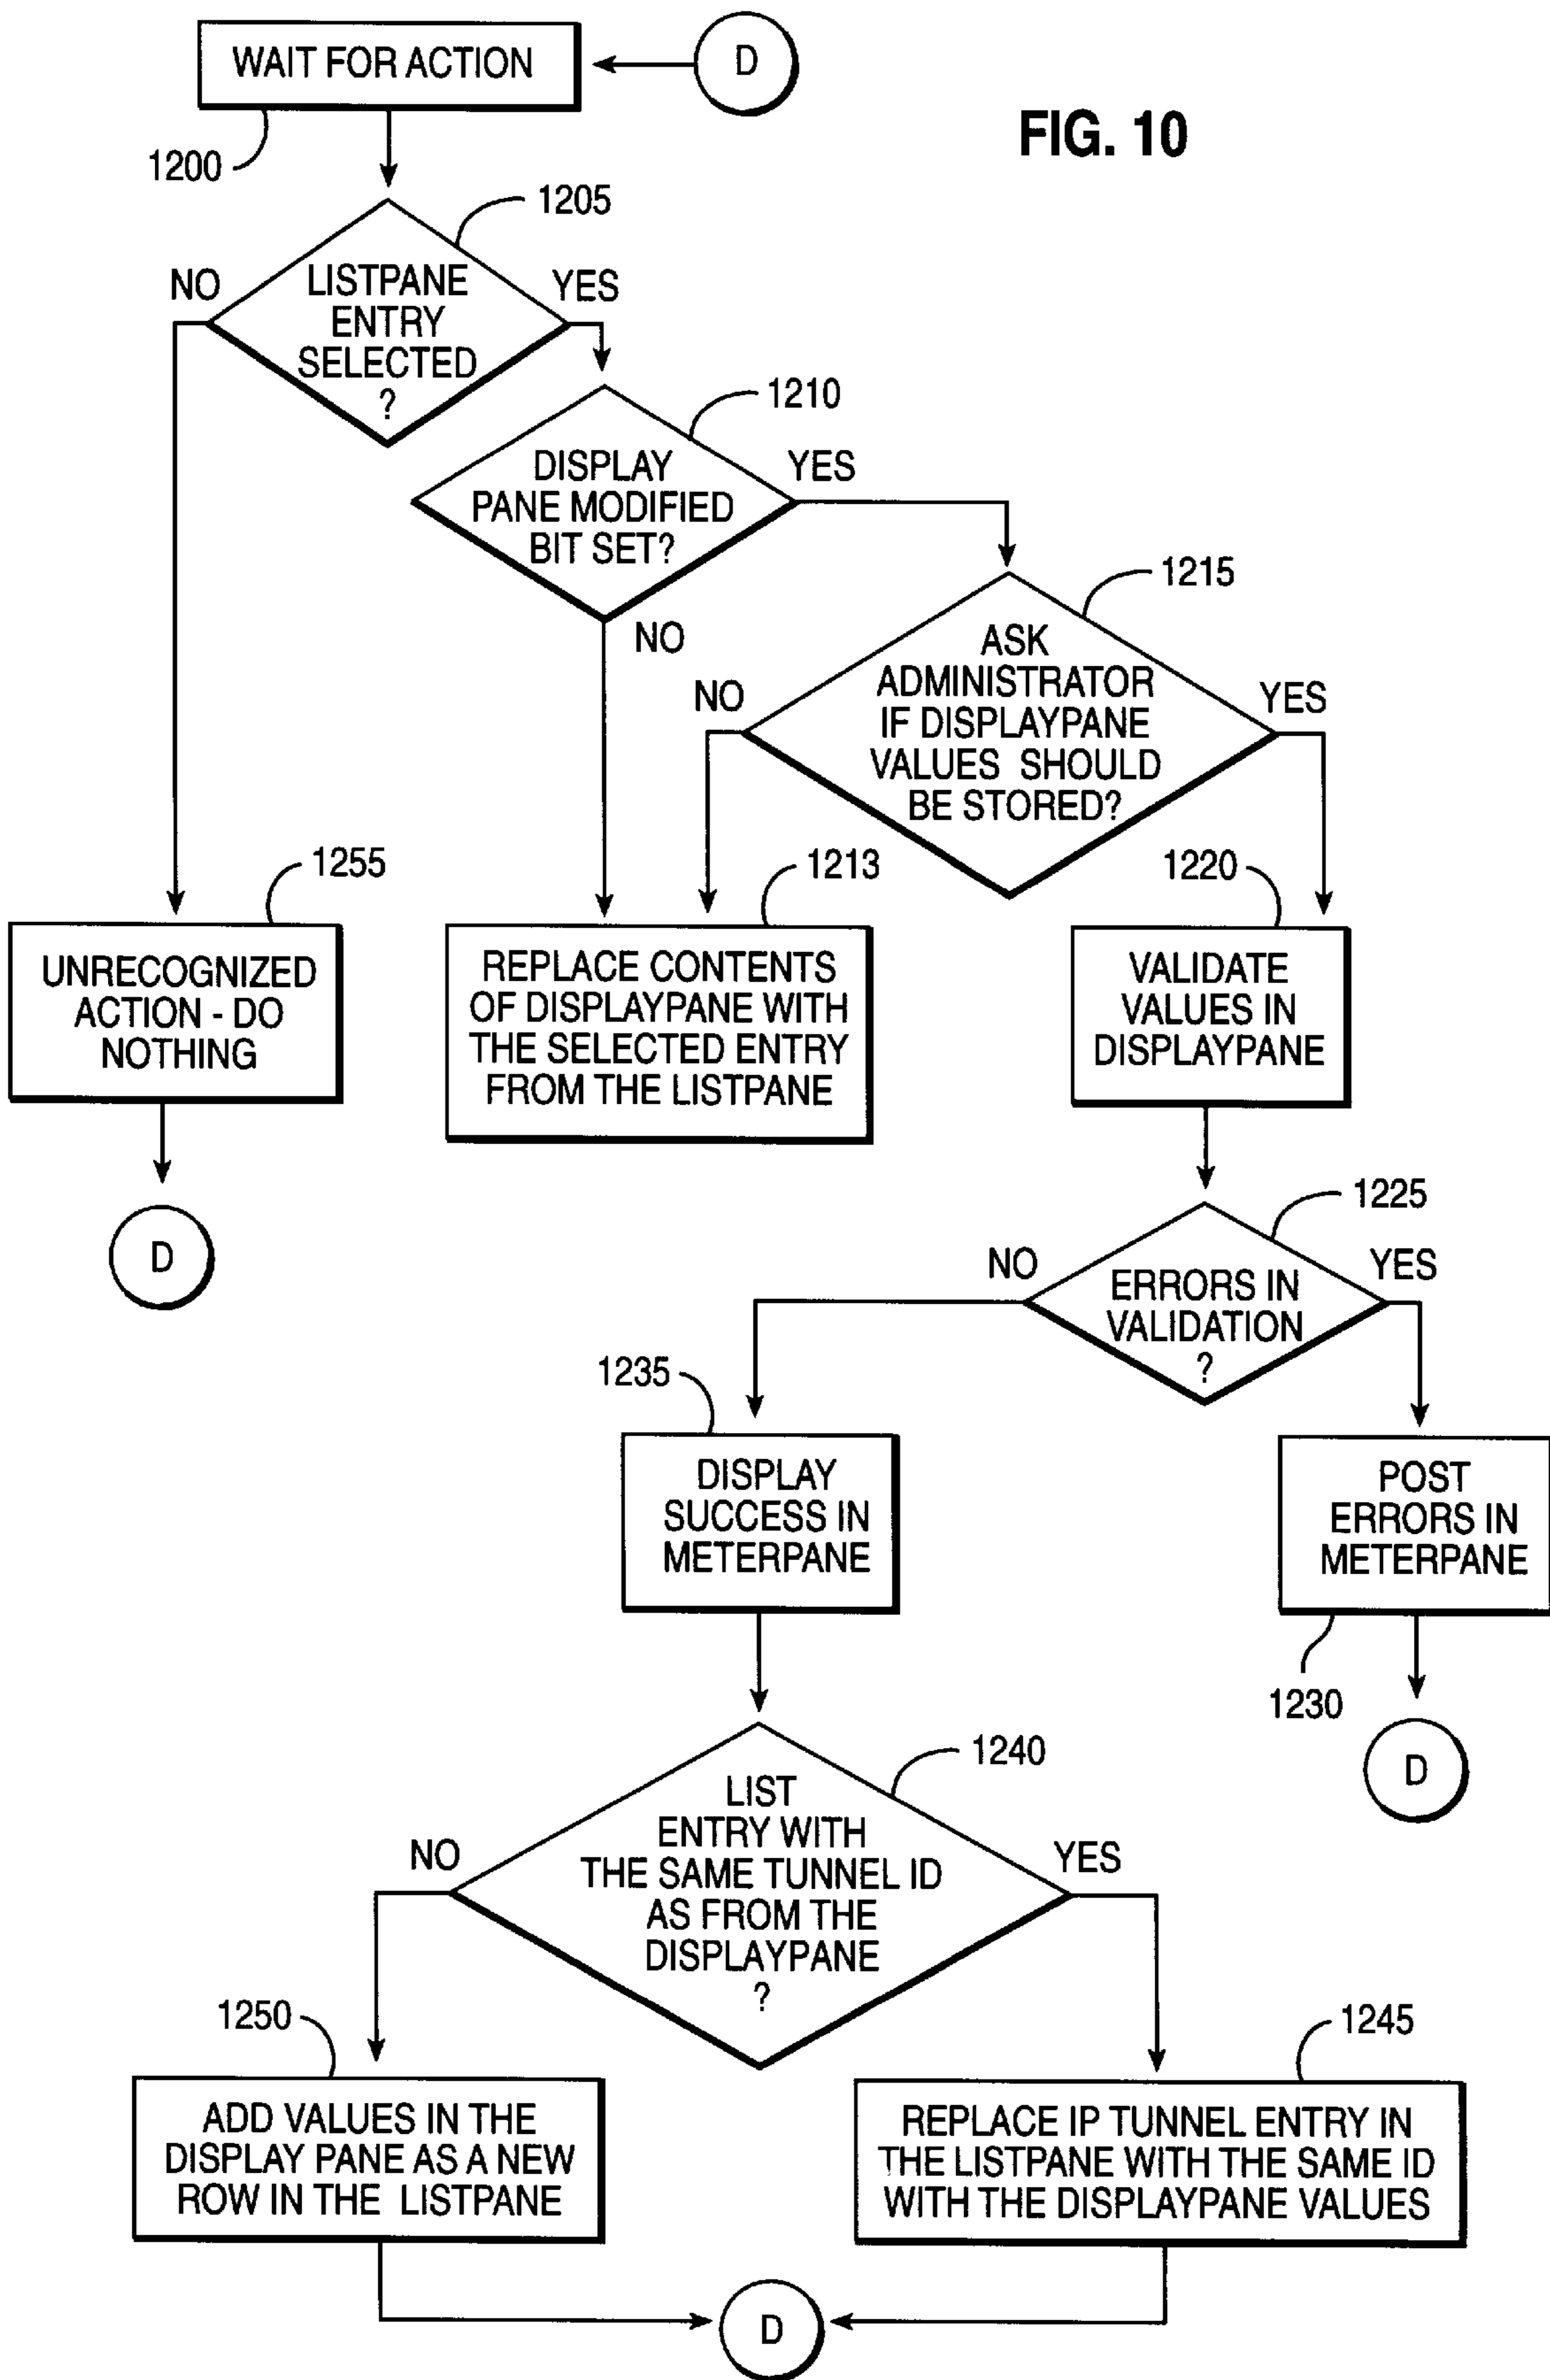 WAIT FOR ACTION
D
FIG. 10
1200
1205
NO
LISTPANE
ENTRY
SELECTED
?
YES
1210
DISPLAY
PANE MODIFIED
BIT SET?
YES
NO
1215
ASK
ADMINISTRATOR
IF DISPLAYPANE
VALUES SHOULD
BE STORED?
NO
YES
1255
UNRECOGNIZED
ACTION - DO
NOTHING
D
1213
REPLACE CONTENTS
OF DISPLAYPANE WITH
THE SELECTED ENTRY
FROM THE LISTPANE
1220
VALIDATE
VALUES IN
DISPLAYPANE
1225
NO
ERRORS IN
VALIDATION
?
YES
1235
DISPLAY
SUCCESS IN
METERPANE
POST
ERRORS IN
METERPANE
1230
D
1240
NO
LIST
ENTRY WITH
THE SAME TUNNEL ID
AS FROM THE
DISPLAYPANE
?
YES
1250
ADD VALUES IN THE
DISPLAY PANE AS A NEW
ROW IN THE LISTPANE
1245
REPLACE IP TUNNEL ENTRY IN
THE LISTPANE WITH THE SAME ID
WITH THE DISPLAYPANE VALUES
D